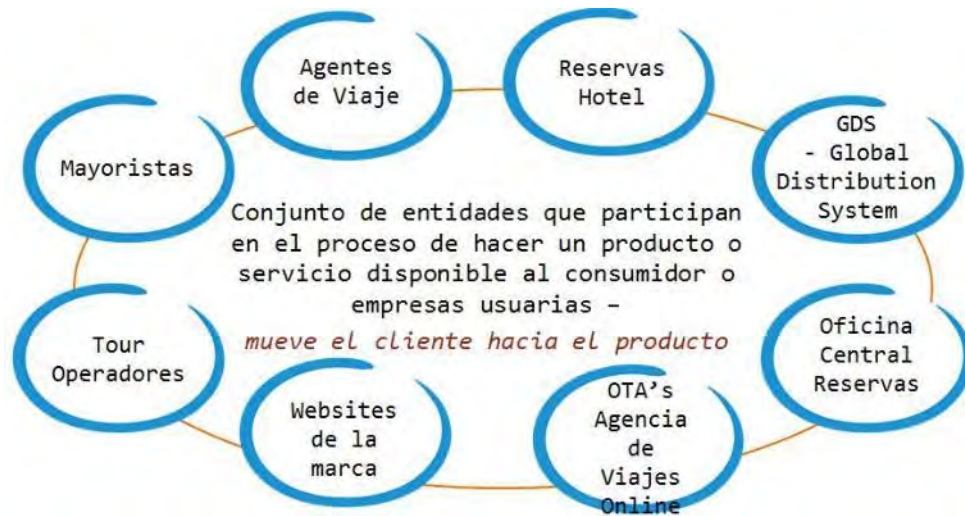 Agentes
de Viaje
Reservas
Hotel
GDS
- Global
Distribution
System
Mayoristas
Conjunto de entidades que participan
en el proceso de hacer un producto o
servicio disponible al consumidor o
empresas usuarias –
mueve el cliente hacia el producto
Tour
Operadores
Oficina
Central
Reservas
Websites
de la
marca
OTA’s
Agencia
de
Viajes
Online